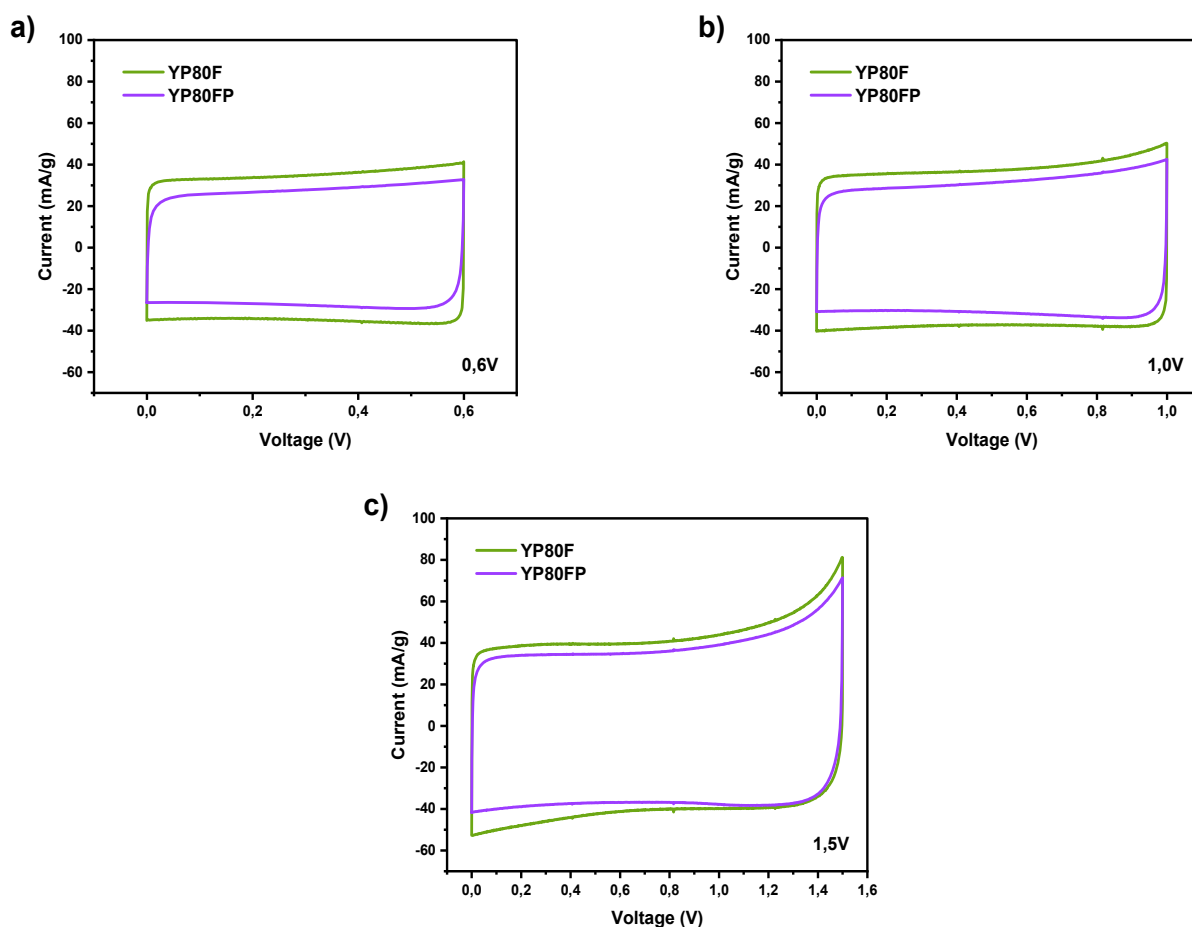 a)
100
80
60
40
20
0
-20
-40
-60
Current (mA/g)
YP80F
YP80FP
0,6V
0,0
0,2
0,4
0,6
Voltage (V)
b)
100
80
60
40
20
0
-20
-40
-60
Current (mA/g)
YP80F
YP80FP
1,0V
0,0
0,2
0,4
0,6
0,8
1,0
Voltage (V)
c)
100
80
60
40
20
0
-20
-40
-60
Current (mA/g)
YP80F
YP80FP
1,5V
0,0
0,2
0,4
0,6
0,8
1,0
1,2
1,4
1,6
Voltage (V)